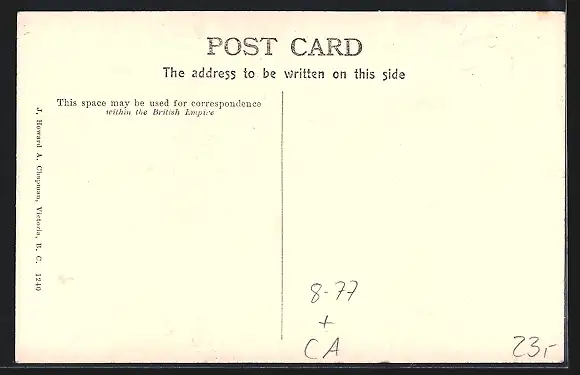 POST CARD
The address to be written on this side
This space may be used for correspondence
within the British Empire
J. Howard A. Chapman, Victoria, B. C. 1240
8-77
+
CA
23,-